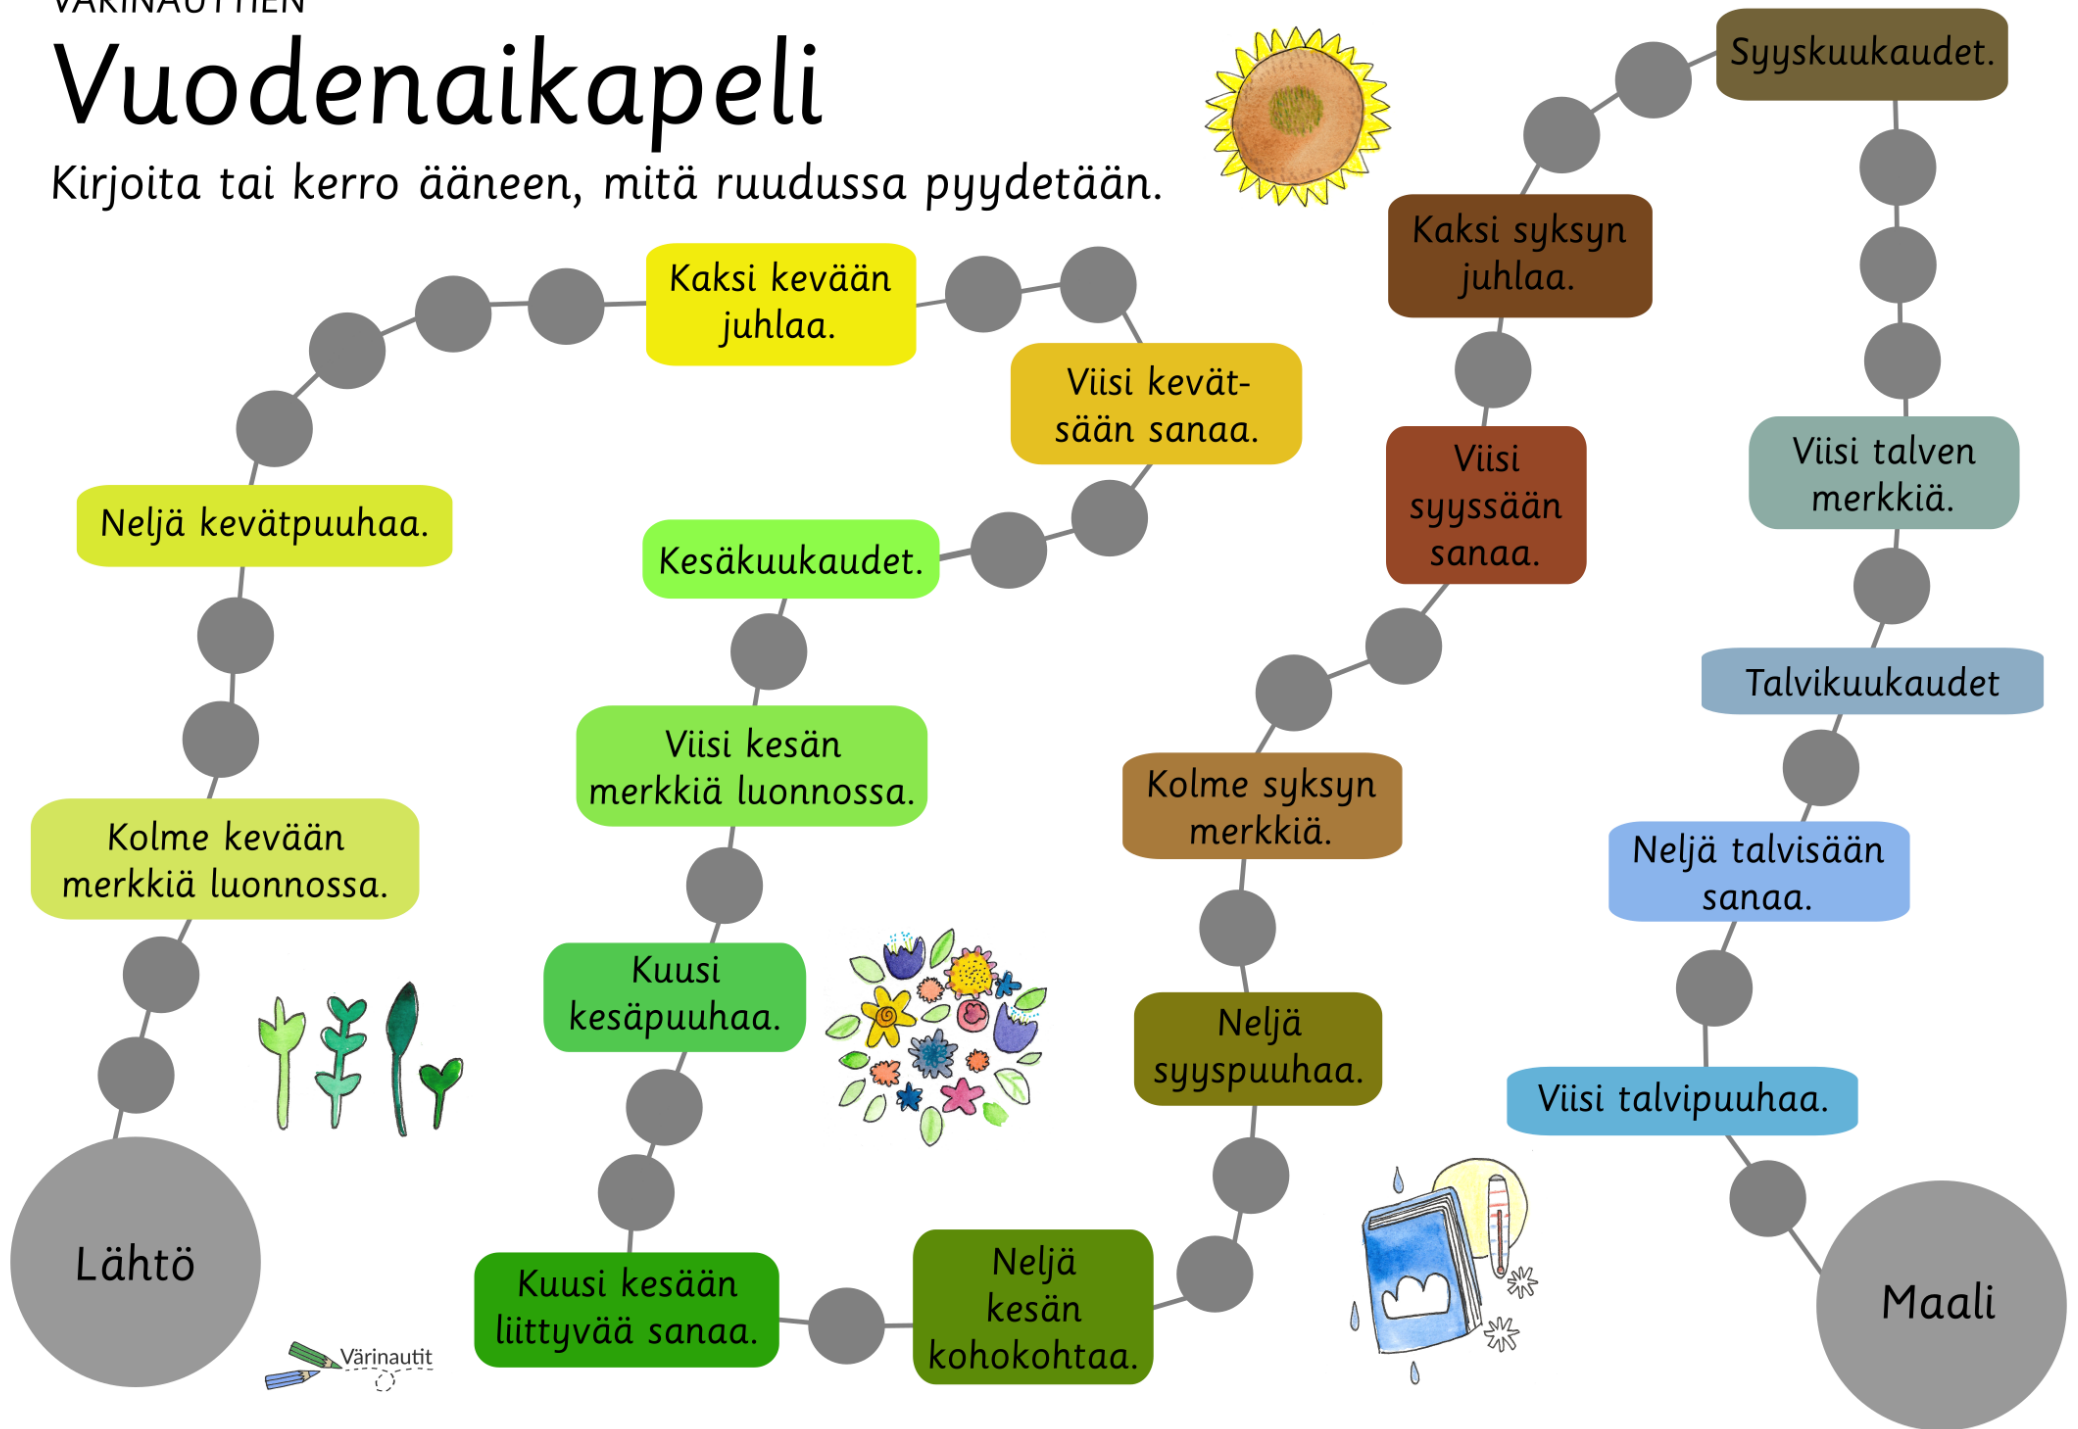 VÄRINAUTTIEN
Vuodenaikapeli
Kirjoita tai kerro ääneen, mitä ruudussa pyydetään.
Lähtö
Kolme kevään
merkkiä luonnossa.
Neljä kevätpuuhaa.
Kaksi kevään
juhlaa.
Viisi kevät-
sään sanaa.
Kesäkuukaudet.
Viisi kesän
merkkiä luonnossa.
Kuusi
kesäpuuhaa.
Kuusi kesään
liittyvää sanaa.
Neljä
kesän
kohokohtaa.
Neljä
syyspuuhaa.
Kolme syksyn
merkkiä.
Viisi
syyssään
sanaa.
Kaksi syksyn
juhlaa.
Syyskuukaudet.
Viisi talven
merkkiä.
Talvikuukaudet
Neljä talvisään
sanaa.
Viisi talvipuuhaa.
Maali
Värinautit